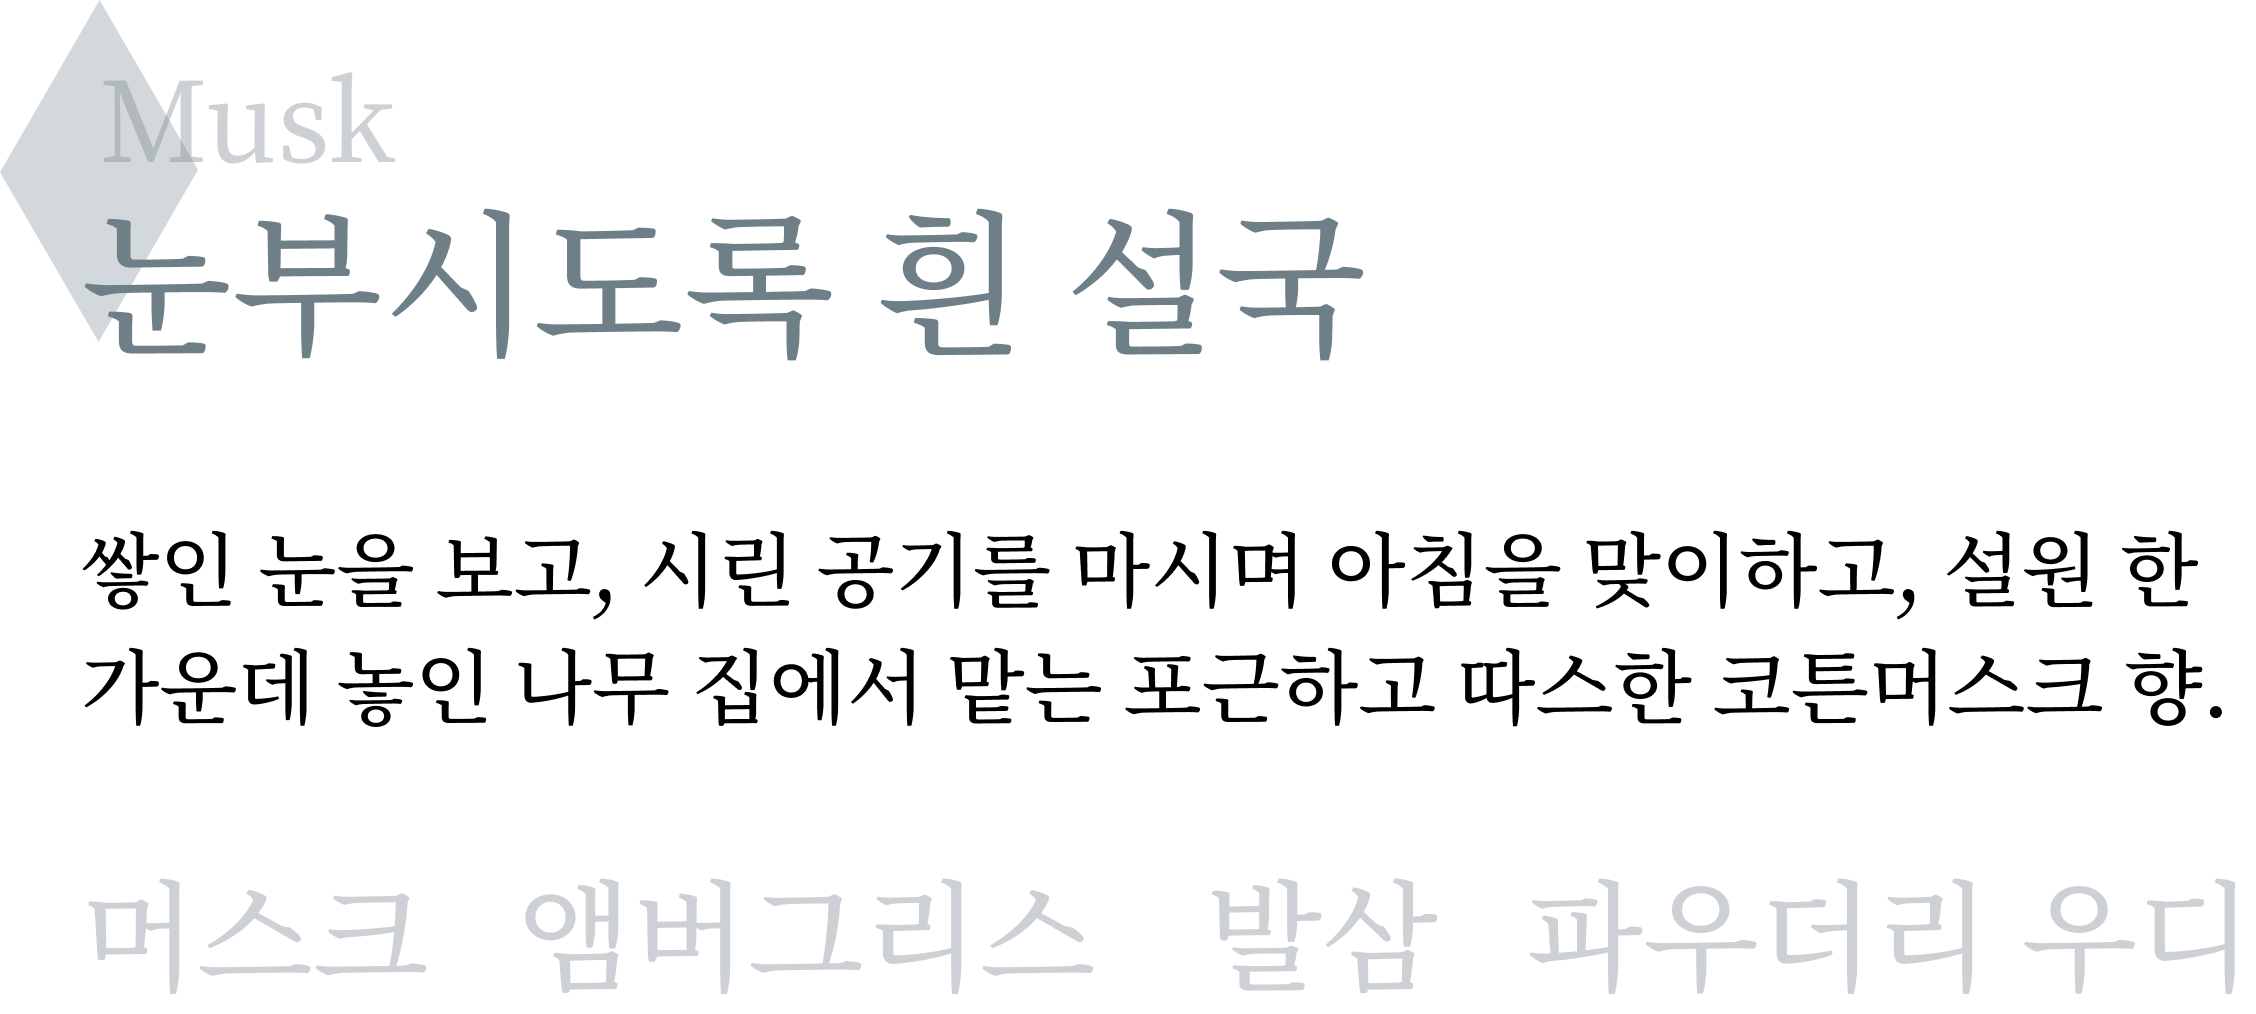 Musk
눈부시도록 흰 설국
쌓인 눈을 보고, 시린 공기를 마시며 아침을 맞이하고, 설원 한
가운데 놓인 나무 집에서 맡는 포근하고 따스한 코튼머스크 향.
머스크 앰버그리스 발삼 파우더리 우디